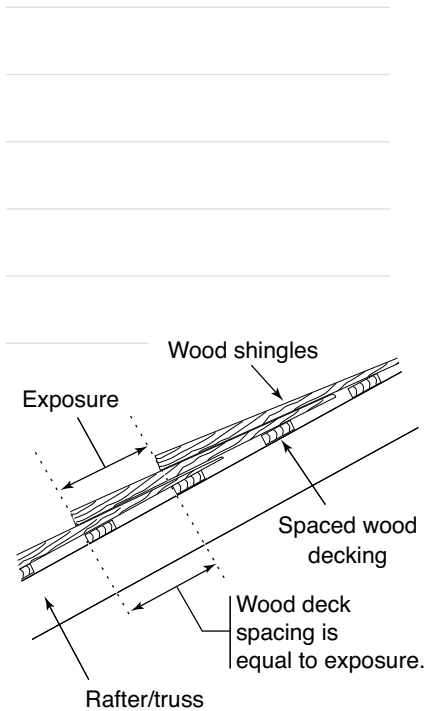 Wood shingles
Exposure
Spaced wood
decking
Wood deck
spacing is
equal to exposure.
Rafter/truss